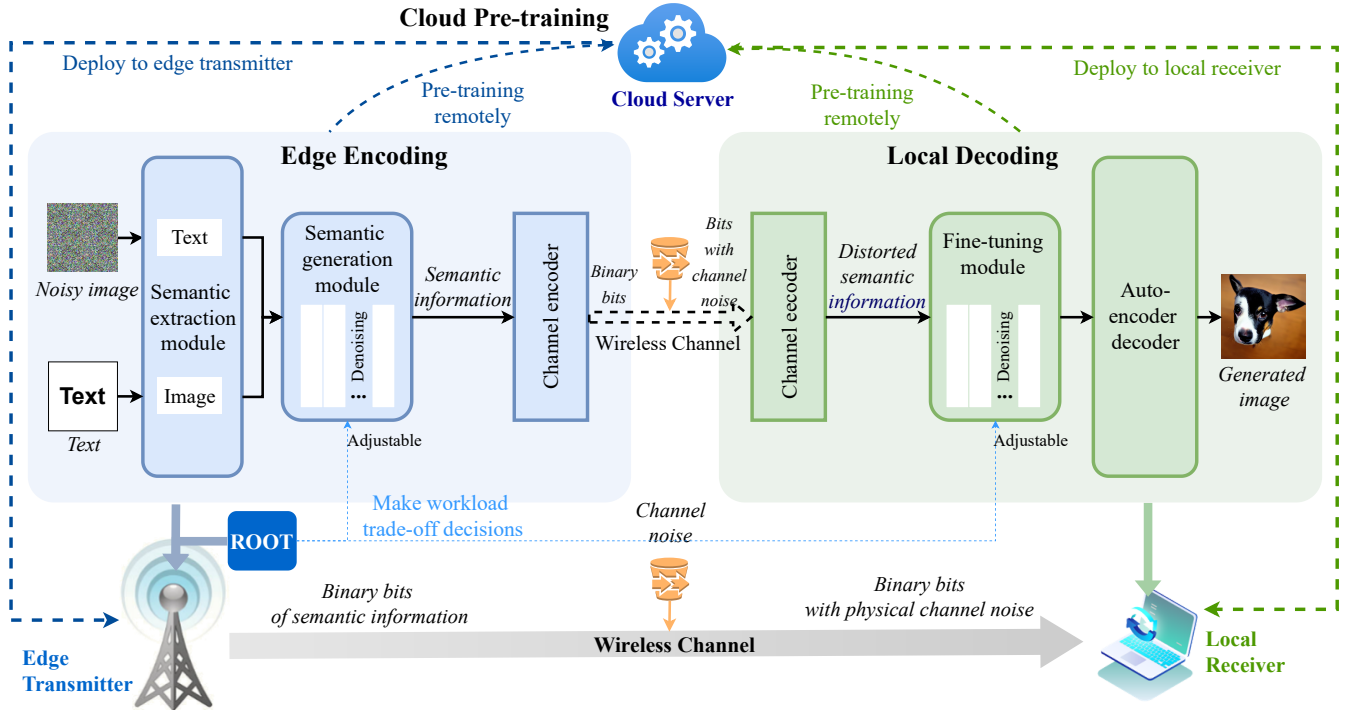 Cloud Pre-training
Deploy to edge transmitter
Deploy to local receiver
Cloud Server
Pre-training
remotely
Pre-training
remotely
Edge Encoding
Local Decoding
Noisy image
Text
Text
Text
Semantic
extraction
module
Image
Semantic
generation
module
Denoising
...
Adjustable
Semantic
information
Channel encoder
Binary
bits
Bits
with
channel
noise
Wireless Channel
Channel eecoder
Distorted
semantic
information
Fine-tuning
module
Denoising
...
Adjustable
Auto-
encoder
decoder
Generated
image
Make workload
trade-off decisions
ROOT
Channel
noise
Binary bits
of semantic information
Binary bits
with physical channel noise
Wireless Channel
Edge
Transmitter
Local
Receiver